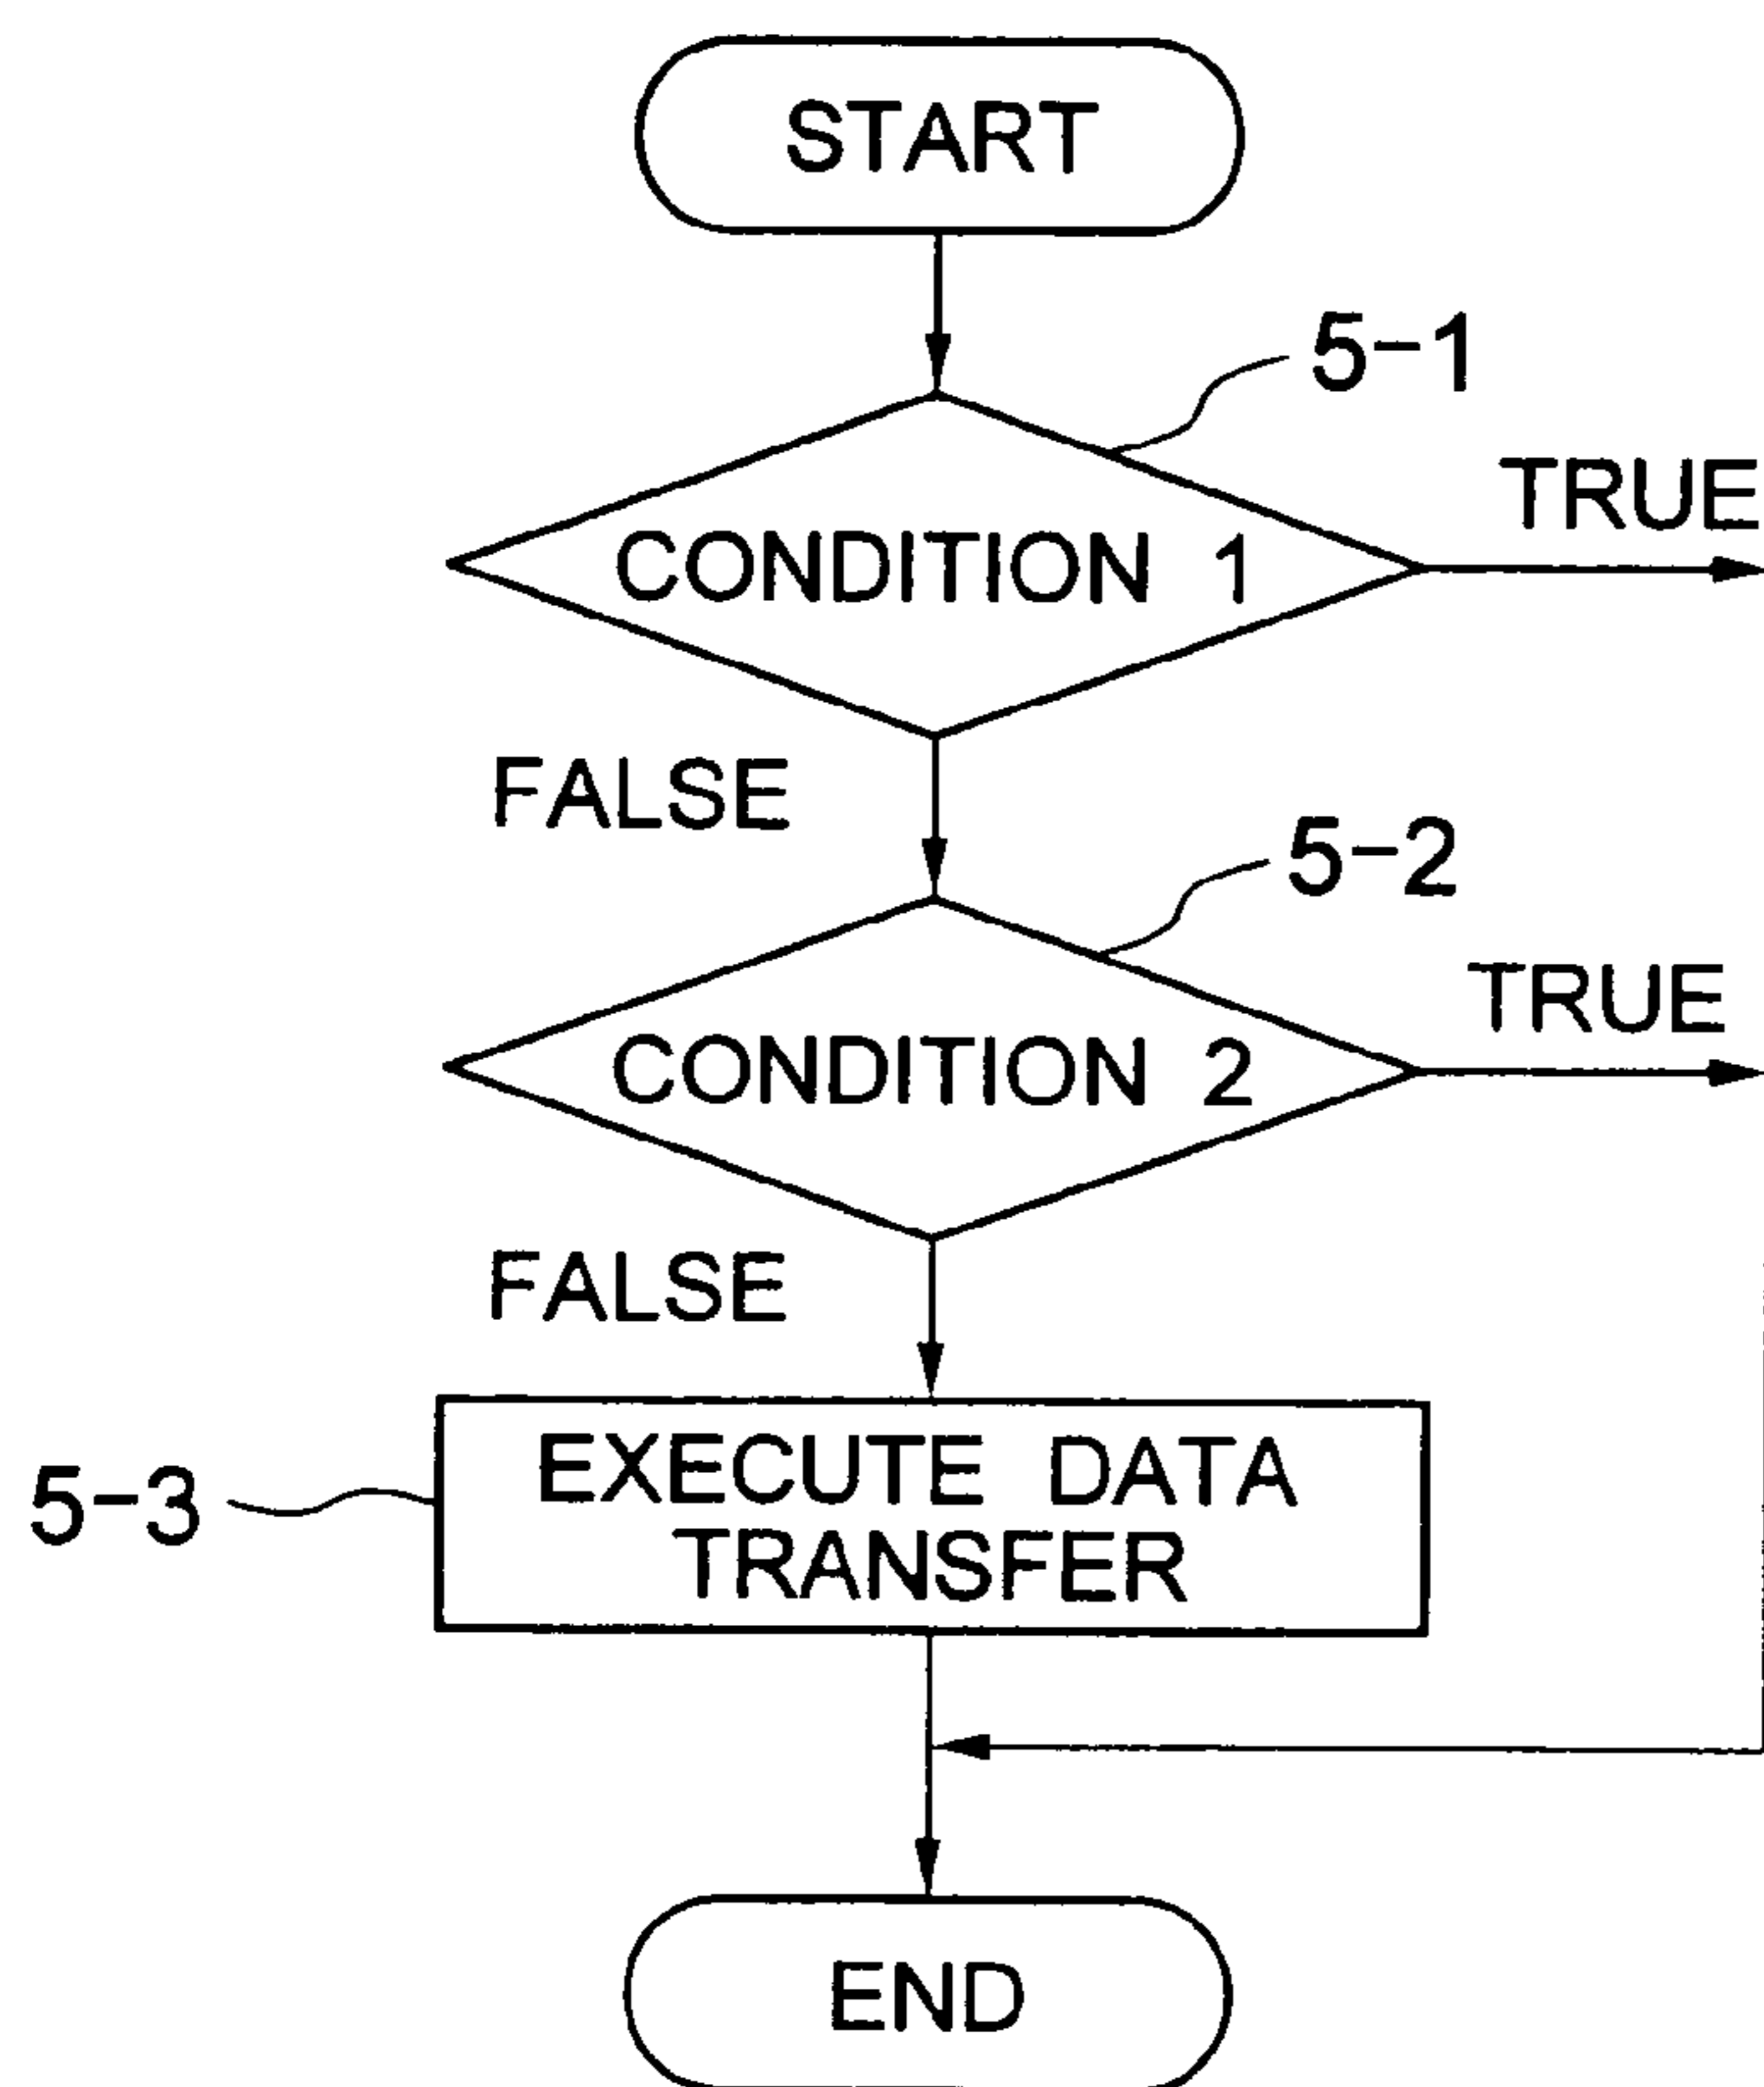 START
5-1
TRUE
CONDITION 1
FALSE
5-2
TRUE
CONDITION 2
FALSE
EXECUTE DATA
TRANSFER
5-3
END